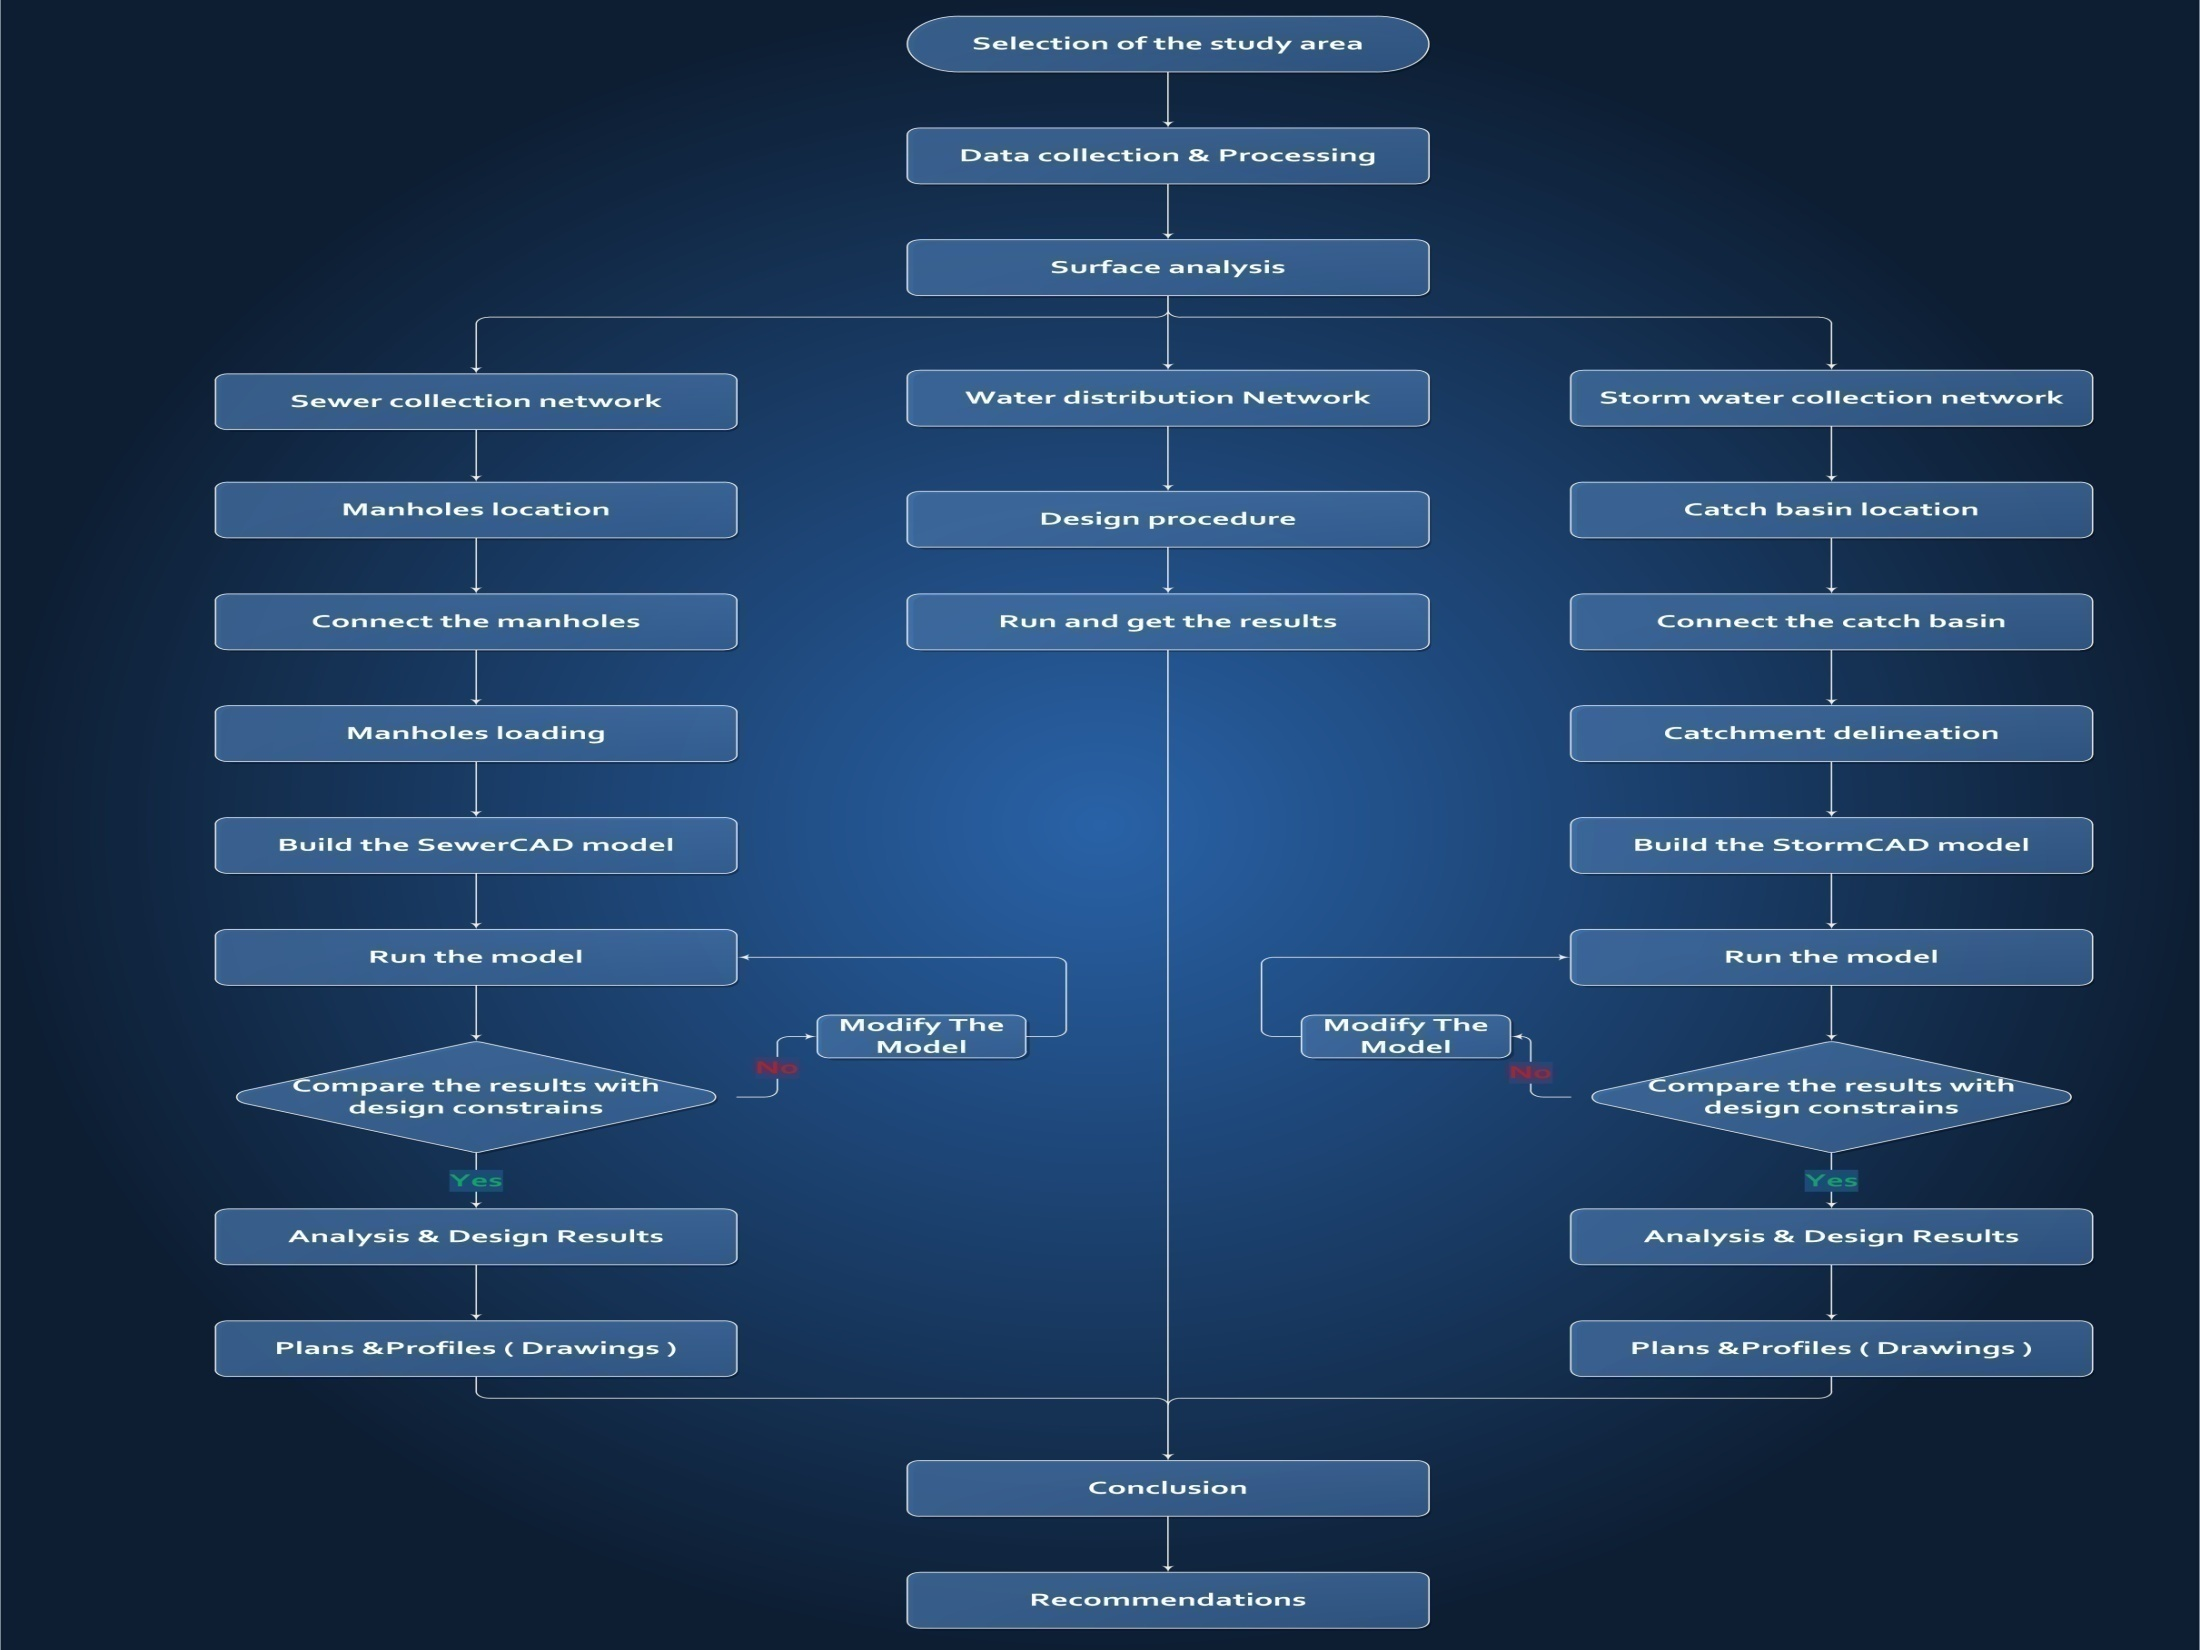 Selection of the study area
Data collection & Processing
Surface analysis
Sewer collection network
Water distribution Network
Storm water collection network
Manholes location
Design procedure
Catch basin location
Connect the manholes
Run and get the results
Connect the catch basin
Manholes loading
Catchment delineation
Build the SewerCAD model
Build the StormCAD model
Run the model
Run the model
Modify The
Model
Modify The
Model
No
No
Compare the results with
design constrains
Compare the results with
design constrains
Yes
Yes
Analysis & Design Results
Analysis & Design Results
Plans &Profiles ( Drawings )
Plans &Profiles ( Drawings )
Conclusion
Recommendations